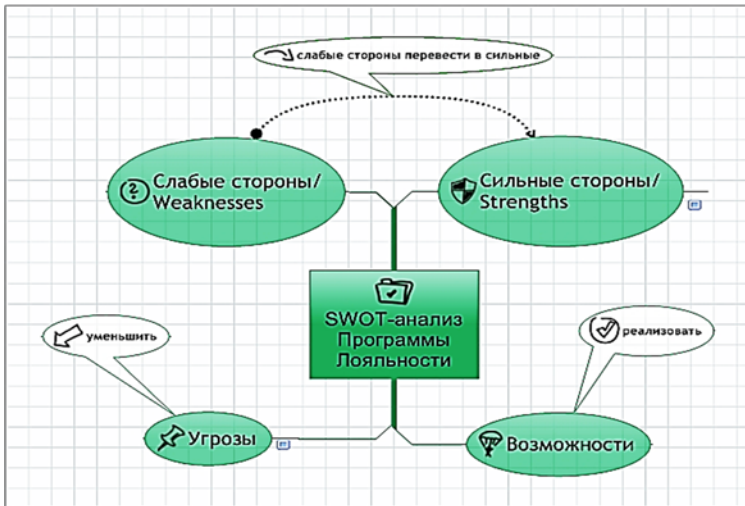 слабые стороны перевести в сильные
Слабые стороны/
Weaknesses
Сильные стороны/
Strengths
SWOT-анализ
Программы
Лояльности
уменьшить
реализовать
Угрозы
Возможности